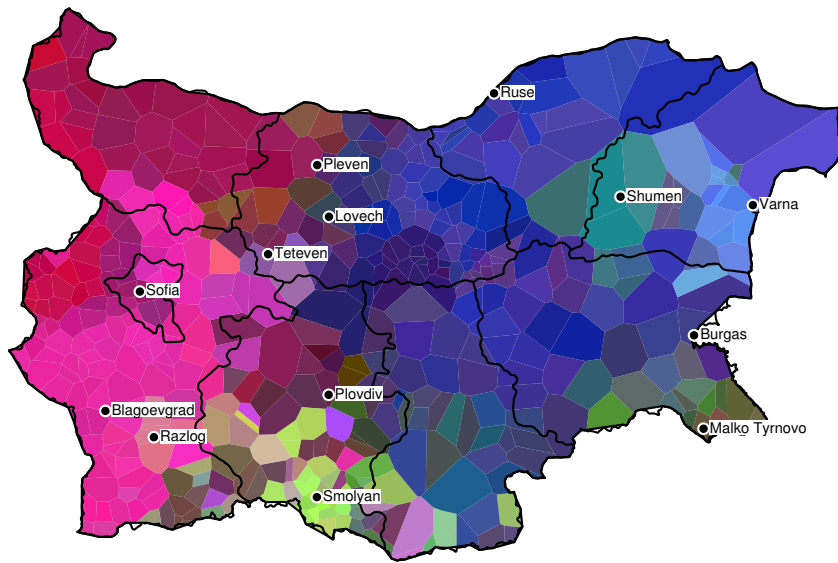 Ruse
Pleven
Shumen
Varna
Lovech
Teteven
Sofia
Burgas
Plovdiv
Blagoevgrad
Malko Tyrnovo
Razlog
Smolyan